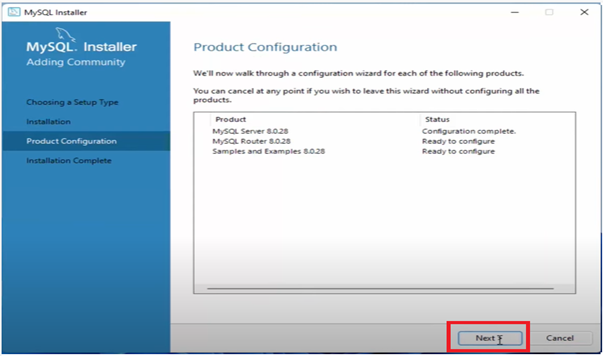 MySQL Installer
MySQL. Installer
Adding Community
Choosing a Setup Type
Installation
Product Configuration
Installation Complete
Product Configuration
We'll now walk through a configuration wizard for each of the following products.
You can cancel at any point if you wish to leave this wizard without configuring all the
products.
Product Status
MySQL Server 8.0.28 Configuration complete.
MySQL Router 8.0.28 Ready to configure
Samples and Examples 8.0.28 Ready to configure
Next
Cancel